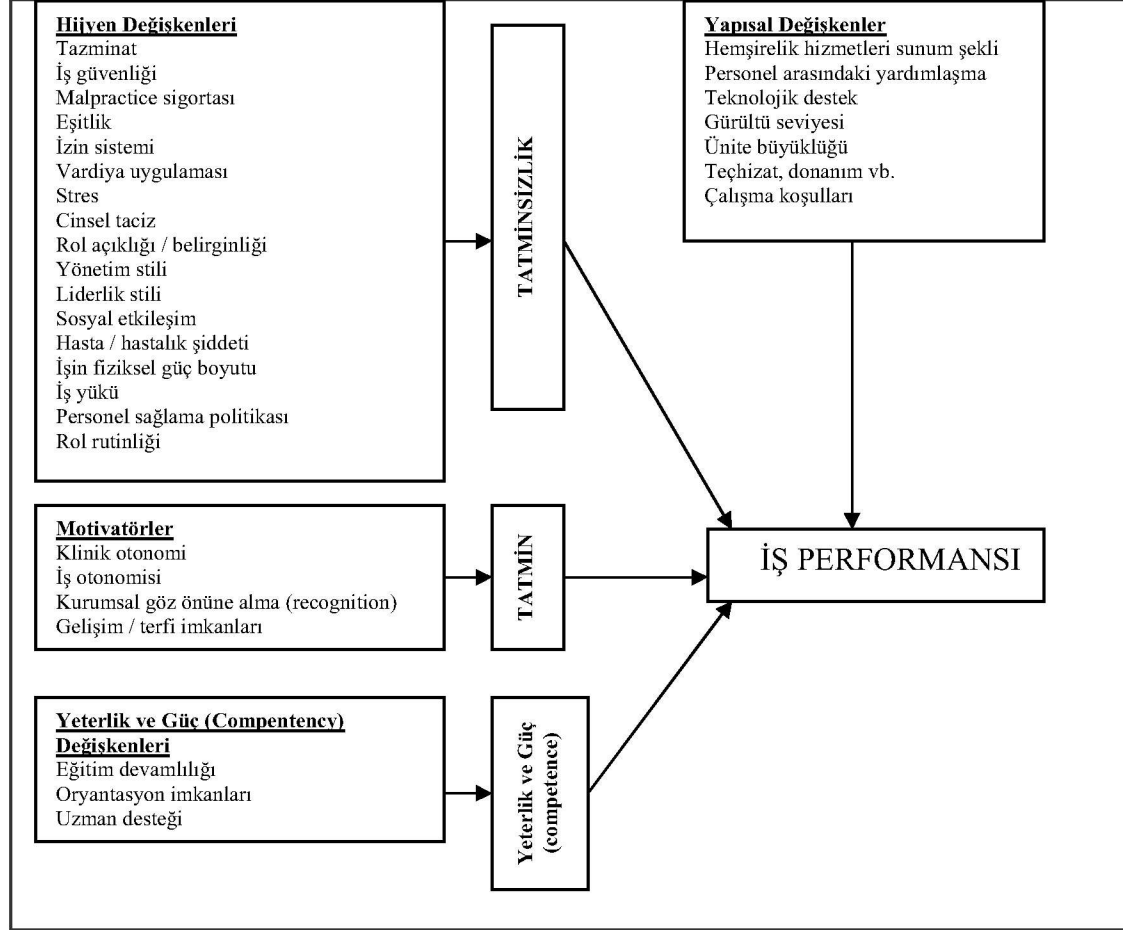 Hijyen Değişkenleri
Tazminat
İş güvenliği
Malpractice sigortası
Eşitlik
İzin sistemi
Vardiya uygulaması
Stres
Cinsel taciz
Rol açıklığı / belirginliği
Yönetim stili
Liderlik stili
Sosyal etkileşim
Hasta / hastalık şiddeti
İşin fiziksel güç boyutu
İş yükü
Personel sağlama politikası
Rol rutinliği
TATMİNSİZLİK
Yapısal Değişkenler
Hemşirelik hizmetleri sunum şekli
Personel arasındaki yardımlaşma
Teknolojik destek
Gürültü seviyesi
Ünite büyüklüğü
Teçhizat, donanım vb.
Çalışma koşulları
Motivatörler
Klinik otonomi
İş otonomisi
Kurumsal göz önüne alma (recognition)
Gelişim / terfi imkanları
TATMİN
İŞ PERFORMANSI
Yeterlik ve Güç (Compentency)
Değişkenleri
Eğitim devamlılığı
Oryantasyon imkanları
Uzman desteği
Yeterlik ve Güç
(competence)